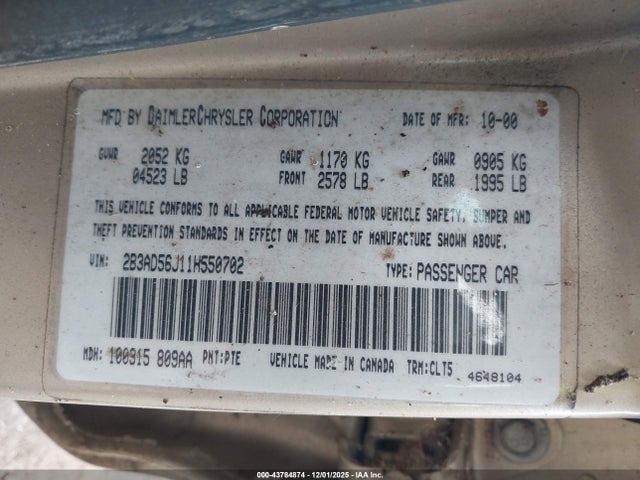 MFD BY DAIMLERCHRYSLER CORPORATION DATE OF MFR: 10-00
GVWR 2052 KG GAWR 1170 KG GAWR 0905 KG
04523 LB FRONT 2578 LB REAR 1995 LB
THIS VEHICLE CONFORMS TO ALL APPLICABLE FEDERAL MOTOR VEHICLE SAFETY, BUMPER AND
THEFT PREVENTION STANDARDS IN EFFECT ON THE DATE OF MANUFACTURE SHOWN ABOVE.
VIN: 2B3AD56J11H550702 TYPE: PASSENGER CAR
MDH: 100915 809AA PNT:PTE VEHICLE MADE IN CANADA TRM:CLT5
4648104
000-43784874 | 12/01/2025 - IAA Inc.